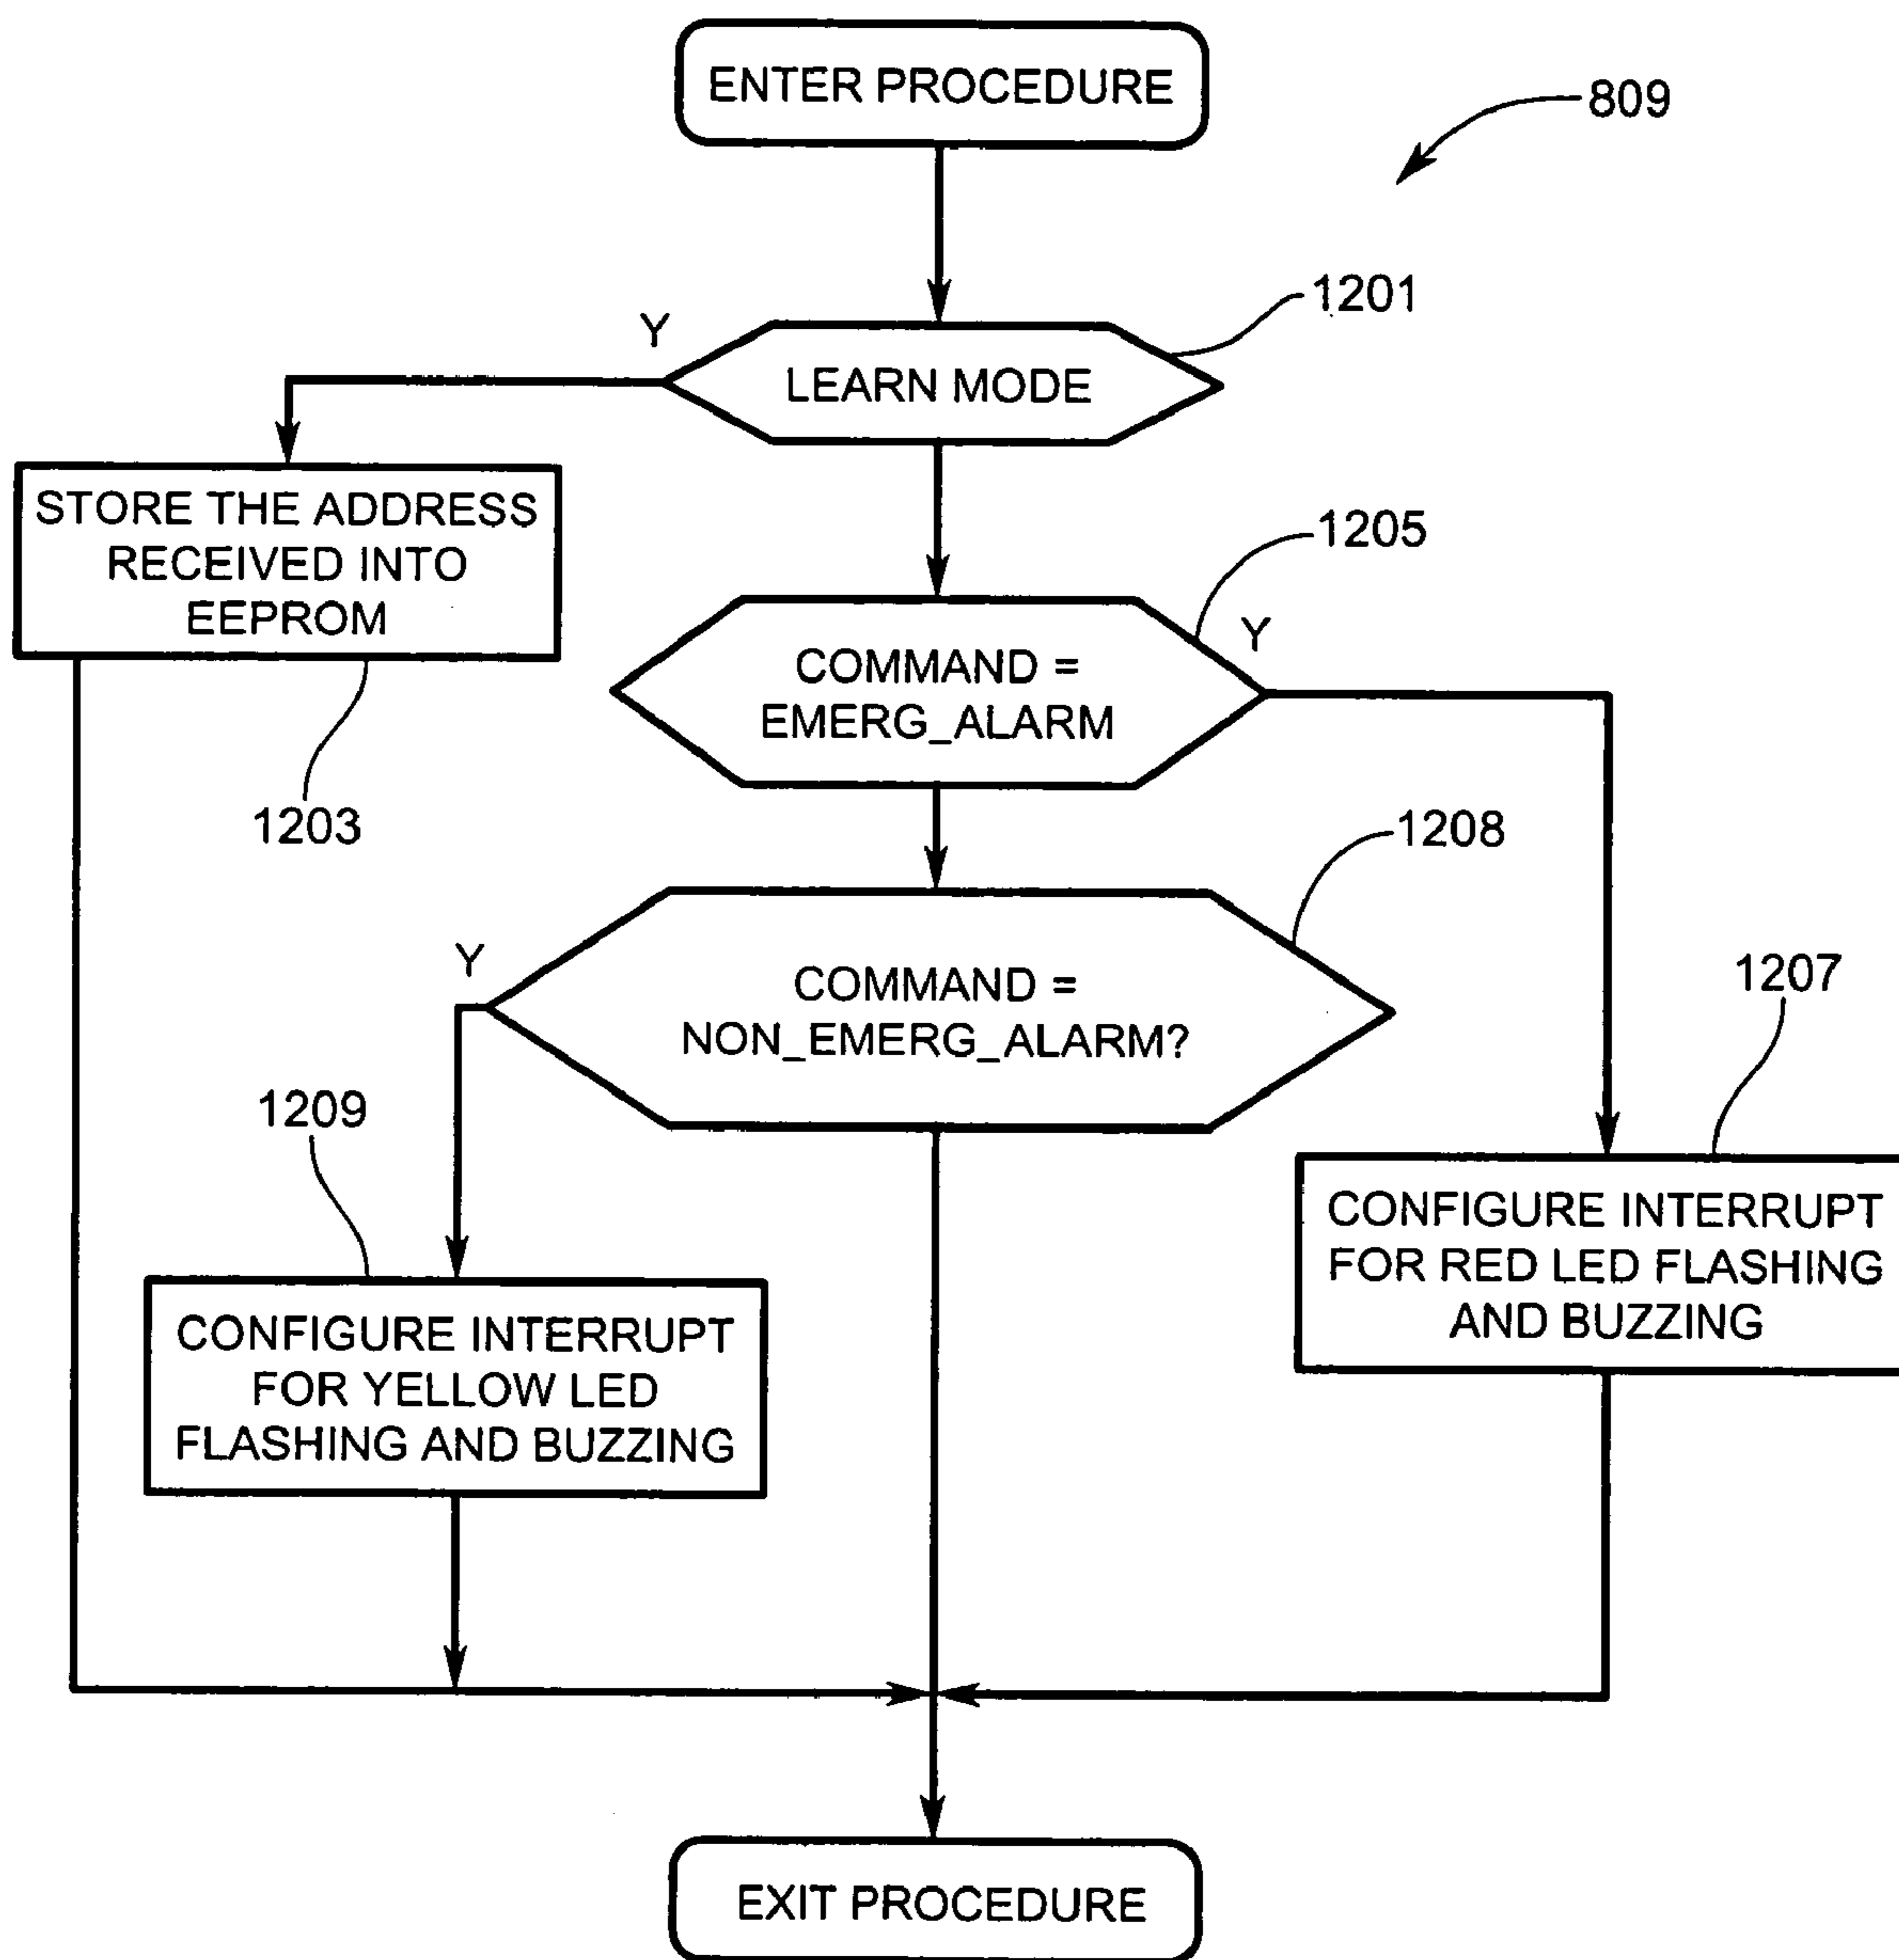 ENTER PROCEDURE
809
1201
Y
LEARN MODE
STORE THE ADDRESS
RECEIVED INTO
EEPROM
1203
1205
Y
COMMAND =
EMERG_ALARM
1208
Y
COMMAND =
NON_EMERG_ALARM?
1207
1209
CONFIGURE INTERRUPT
FOR RED LED FLASHING
AND BUZZING
CONFIGURE INTERRUPT
FOR YELLOW LED
FLASHING AND BUZZING
EXIT PROCEDURE